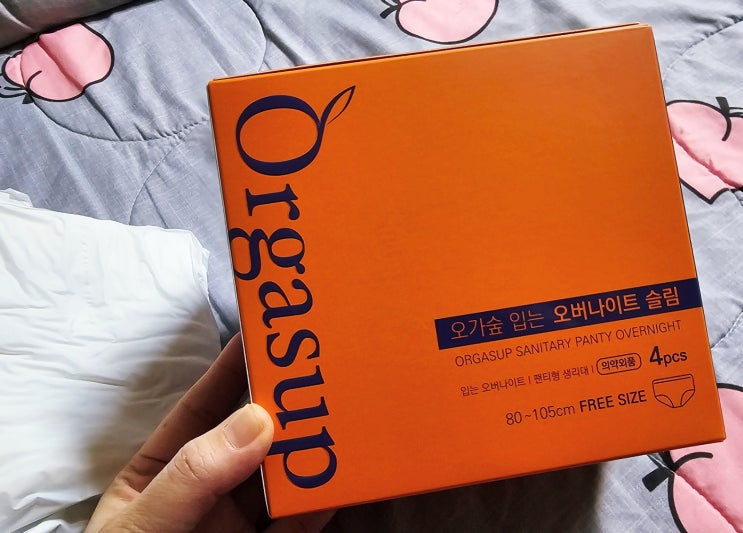 Orgasup
오가숲 입는 오버나이트 슬림
ORGASUP SANITARY PANTY OVERNIGHT
입는 오버나이트 | 팬티형 생리대 | 의약외품 4pcs
80~105cm FREE SIZE